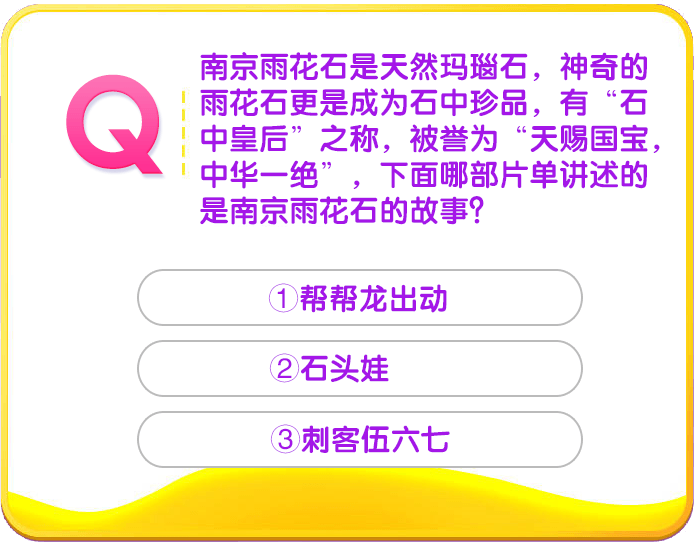 Q
南京雨花石是天然玛瑙石，神奇的
雨花石更是成为石中珍品，有“石
中皇后”之称，被誉为“天赐国宝，
中华一绝”，下面哪部片单讲述的
是南京雨花石的故事？
①帮帮龙出动
②石头娃
③刺客伍六七